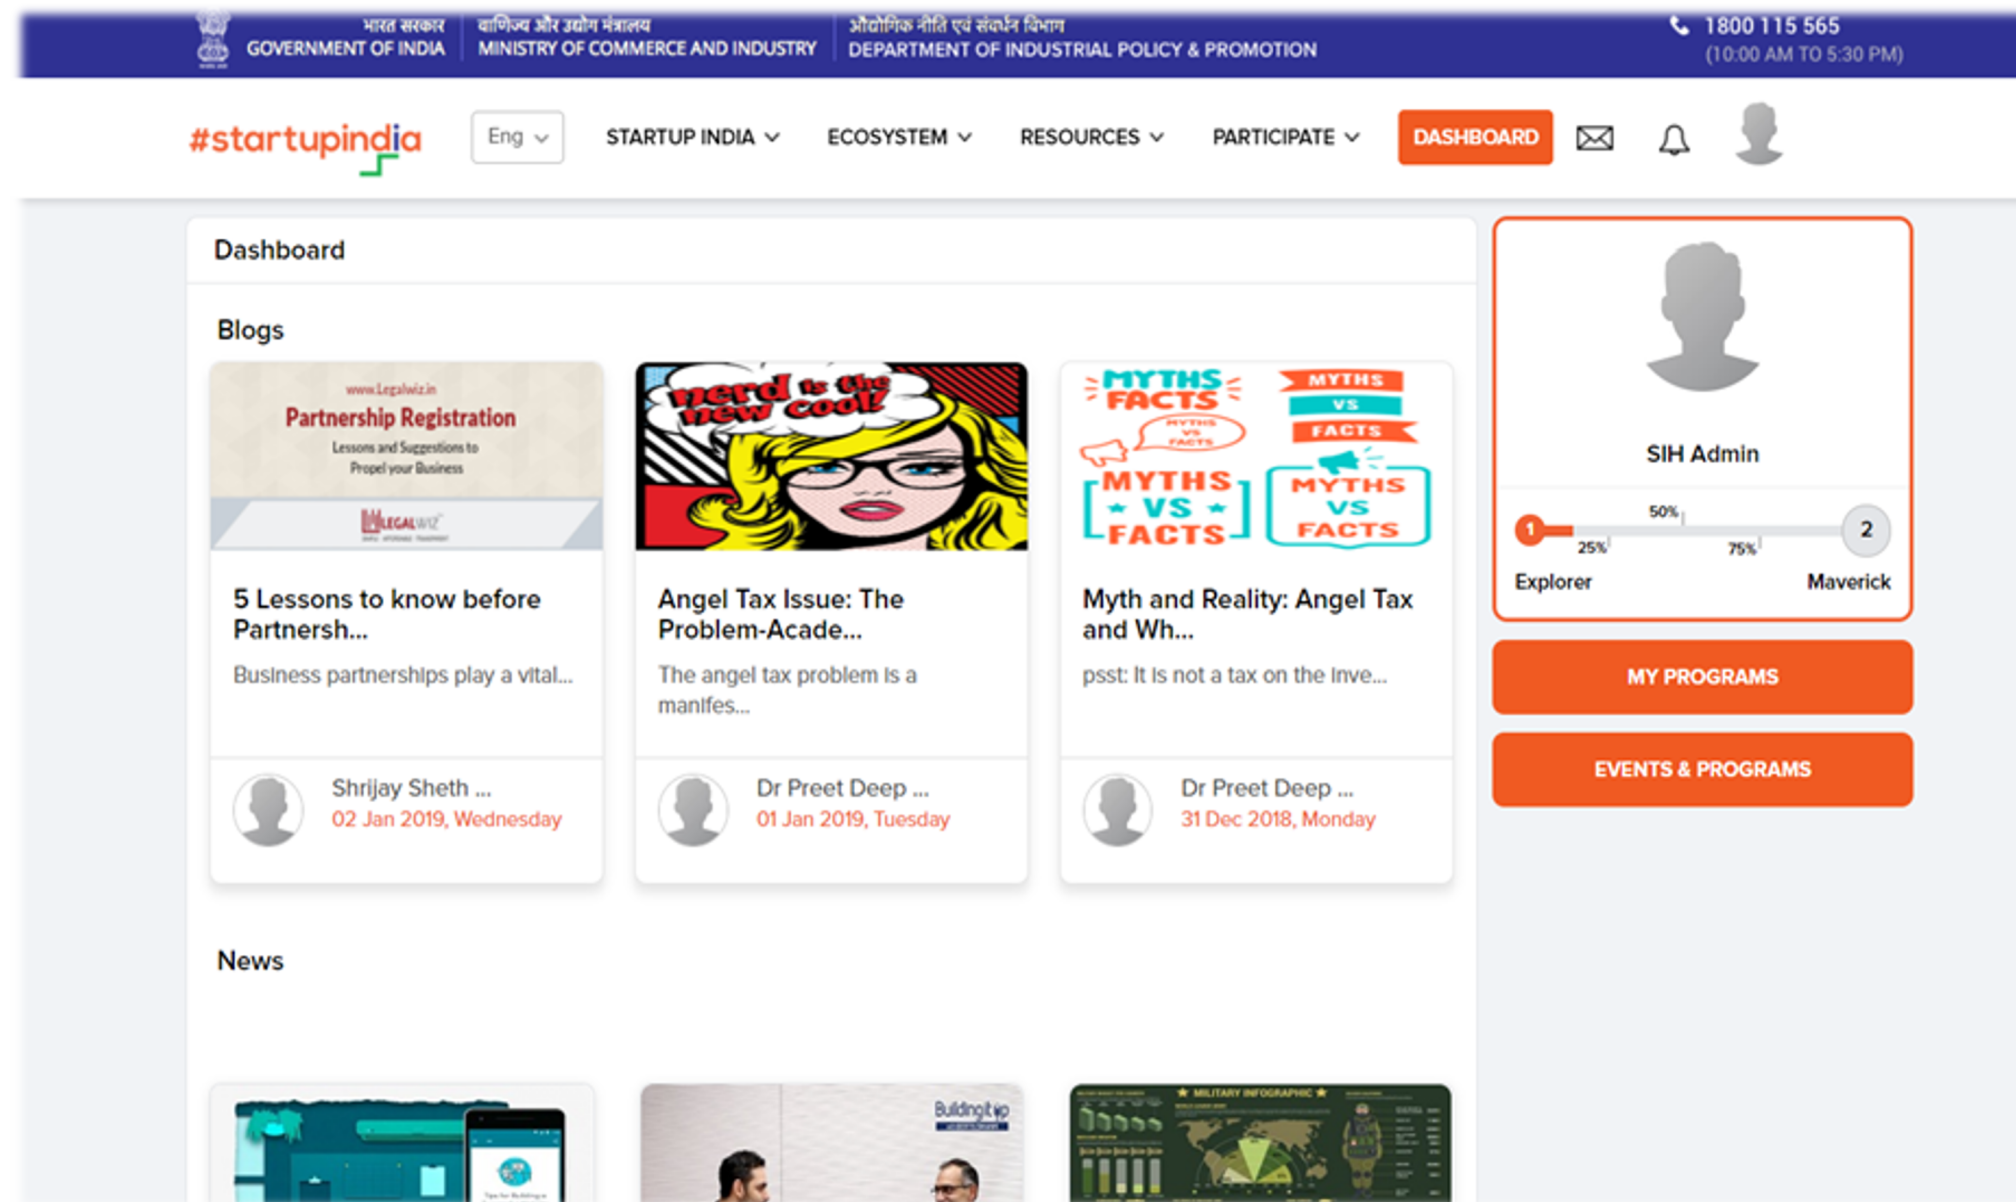 भारत सरकार
GOVERNMENT OF INDIA
वाणिज्य और उद्योग मंत्रालय
MINISTRY OF COMMERCE AND INDUSTRY
औद्योगिक नीति एवं संवर्धन विभाग
DEPARTMENT OF INDUSTRIAL POLICY & PROMOTION
1800 115 565
(10:00 AM TO 5:30 PM)
#startupindia
Eng
STARTUP INDIA
ECOSYSTEM
RESOURCES
PARTICIPATE
DASHBOARD
Dashboard
Blogs
www.Legalwiz.in
Partnership Registration
Lessons and Suggestions to
Propel your Business
LEGALWIZ
5 Lessons to know before
Partnersh...
Business partnerships play a vital...
Shrijay Sheth ...
02 Jan 2019, Wednesday
nerd is the
new cool!
Angel Tax Issue: The
Problem-Acade...
The angel tax problem is a
manifes...
Dr Preet Deep ...
01 Jan 2019, Tuesday
MYTHS
FACTS
MYTHS
VS
FACTS
MYTHS
VS
FACTS
MYTHS
VS
FACTS
MYTHS
VS
FACTS
Myth and Reality: Angel Tax
and Wh...
psst: It is not a tax on the inve...
Dr Preet Deep ...
31 Dec 2018, Monday
SIH Admin
50%
1
2
25%
75%
Explorer
Maverick
MY PROGRAMS
EVENTS & PROGRAMS
News
Building it up
MILITARY INFOGRAPHIC